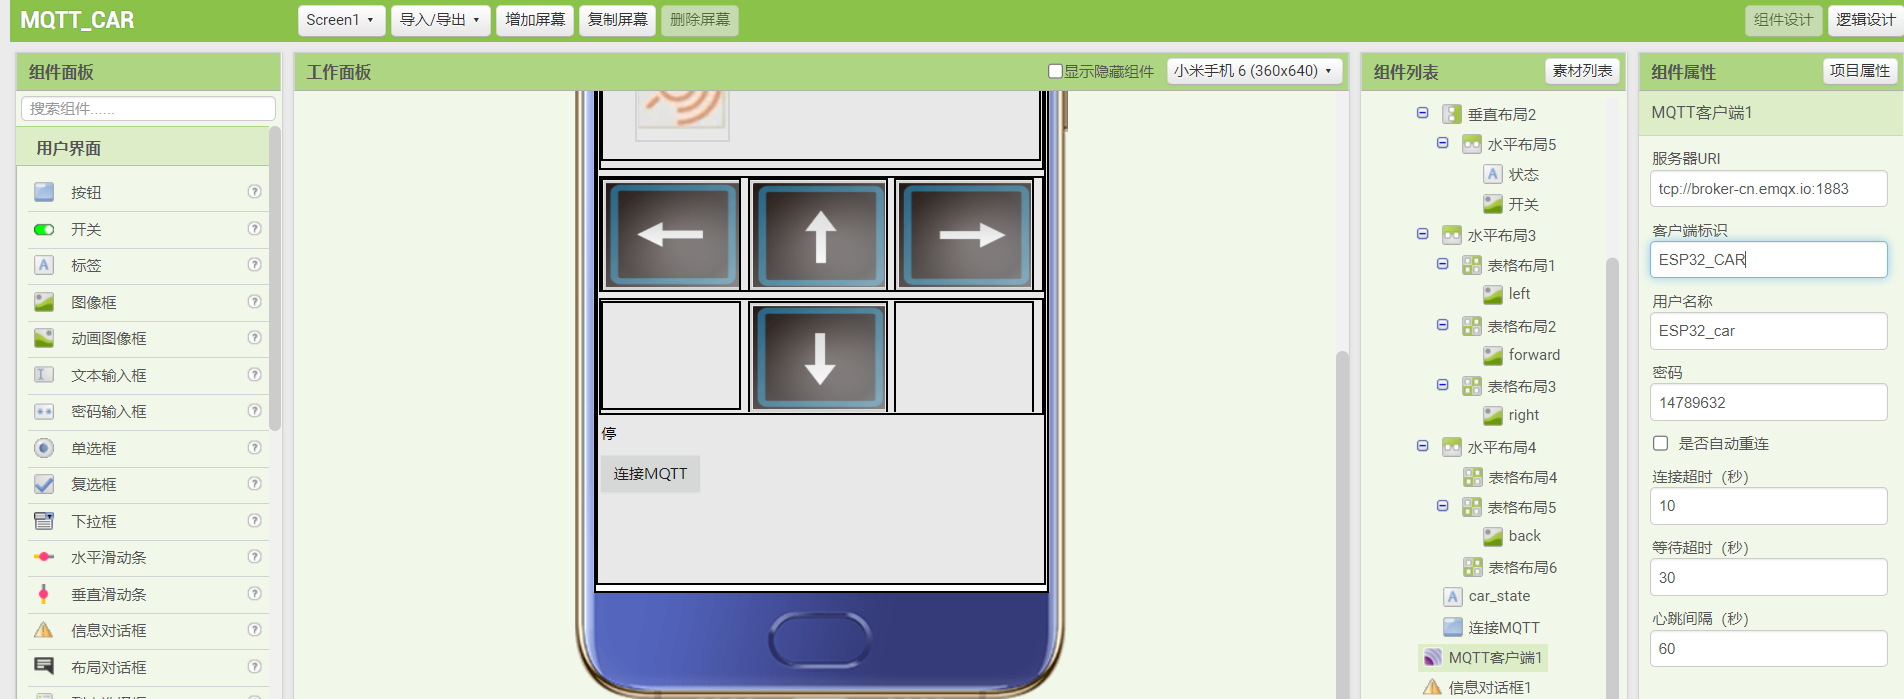 MQTT_CAR
Screen1
导入/导出
增加屏幕
复制屏幕
删除屏幕
组件设计
逻辑设计
组件面板
搜索组件......
用户界面
按钮
开关
标签
图像框
动画图像框
文本输入框
密码输入框
单选框
复选框
下拉框
水平滑动条
垂直滑动条
信息对话框
布局对话框
工作面板
显示隐藏组件
小米手机 6 (360x640)
停
连接MQTT
组件列表
素材列表
垂直布局2
水平布局5
状态
开关
水平布局3
表格布局1
left
表格布局2
forward
表格布局3
right
水平布局4
表格布局4
表格布局5
back
表格布局6
car_state
连接MQTT
MQTT客户端1
信息对话框1
组件属性
项目属性
MQTT客户端1
服务器URI
tcp://broker-cn.emqx.io:1883
客户端标识
ESP32_CAR
用户名称
ESP32_car
密码
14789632
是否自动重连
连接超时（秒）
10
等待超时（秒）
30
心跳间隔（秒）
60